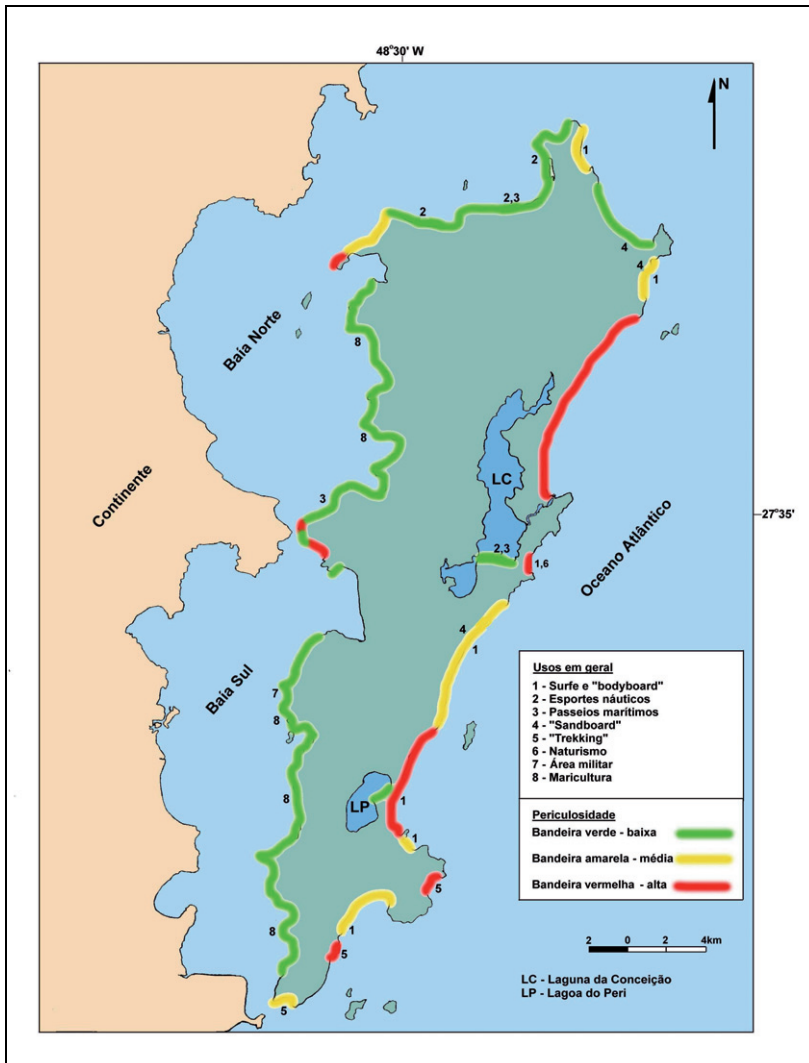 48°30' W
N
1
2
2,3
2
4
4
1
Baía Norte
8
8
LC
3
Continente
27°35'
2,3
1,6
Oceano Atlântico
4
1
Baía Sul
7
8
8
LP
1
1
5
1
8
5
5
Usos em geral
1 - Surfe e "bodyboard"
2 - Esportes náuticos
3 - Passeios marítimos
4 - "Sandboard"
5 - "Trekking"
6 - Naturismo
7 - Área militar
8 - Maricultura
Periculosidade
Bandeira verde - baixa
Bandeira amarela - média
Bandeira vermelha - alta
2 0 2 4km
LC - Laguna da Conceição
LP - Lagoa do Peri